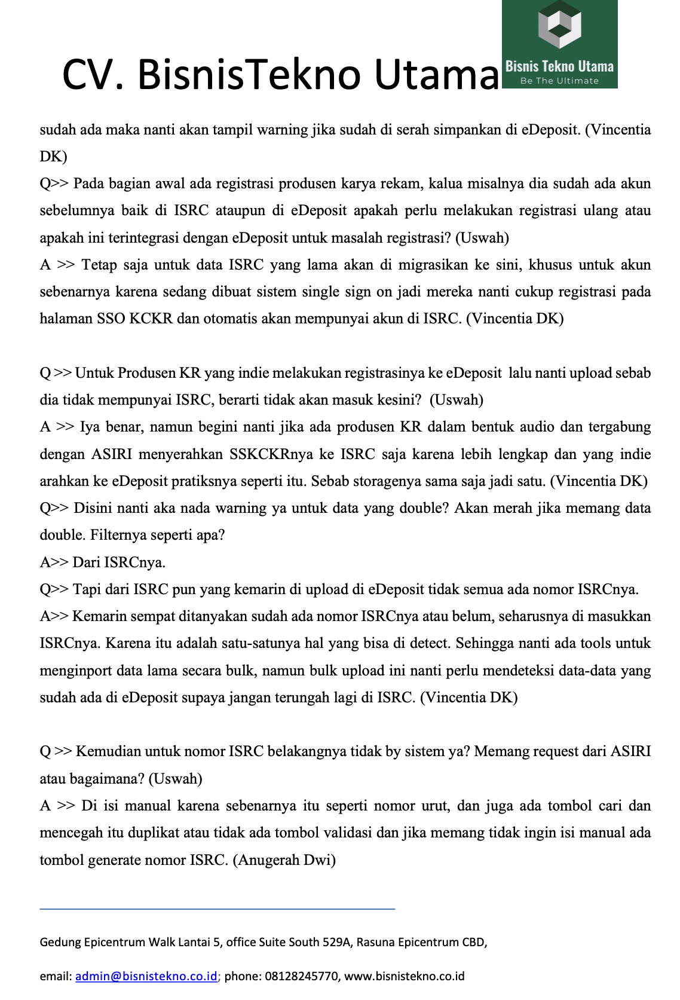 CV. BisnisTekno Utama
Bisnis Tekno Utama
Be The Ultimate
sudah ada maka nanti akan tampil warning jika sudah di serah simpankan di eDeposit. (Vincentia
DK)
Q>> Pada bagian awal ada registrasi produsen karya rekam, kalua misalnya dia sudah ada akun
sebelumnya baik di ISRC ataupun di eDeposit apakah perlu melakukan registrasi ulang atau
apakah ini terintegrasi dengan eDeposit untuk masalah registrasi? (Uswah)
A >> Tetap saja untuk data ISRC yang lama akan di migrasikan ke sini, khusus untuk akun
sebenarnya karena sedang dibuat sistem single sign on jadi mereka nanti cukup registrasi pada
halaman SSO KCKR dan otomatis akan mempunyai akun di ISRC. (Vincentia DK)
Q >> Untuk Produsen KR yang indie melakukan registrasinya ke eDeposit  lalu nanti upload sebab
dia tidak mempunyai ISRC, berarti tidak akan masuk kesini?  (Uswah)
A >> Iya benar, namun begini nanti jika ada produsen KR dalam bentuk audio dan tergabung
dengan ASIRI menyerahkan SSKCKRnya ke ISRC saja karena lebih lengkap dan yang indie
arahkan ke eDeposit pratiksnya seperti itu. Sebab storagenya sama saja jadi satu. (Vincentia DK)
Q>> Disini nanti aka nada warning ya untuk data yang double? Akan merah jika memang data
double. Filternya seperti apa?
A>> Dari ISRCnya.
Q>> Tapi dari ISRC pun yang kemarin di upload di eDeposit tidak semua ada nomor ISRCnya.
A>> Kemarin sempat ditanyakan sudah ada nomor ISRCnya atau belum, seharusnya di masukkan
ISRCnya. Karena itu adalah satu-satunya hal yang bisa di detect. Sehingga nanti ada tools untuk
menginport data lama secara bulk, namun bulk upload ini nanti perlu mendeteksi data-data yang
sudah ada di eDeposit supaya jangan terungah lagi di ISRC. (Vincentia DK)
Q >> Kemudian untuk nomor ISRC belakangnya tidak by sistem ya? Memang request dari ASIRI
atau bagaimana? (Uswah)
A >> Di isi manual karena sebenarnya itu seperti nomor urut, dan juga ada tombol cari dan
mencegah itu duplikat atau tidak ada tombol validasi dan jika memang tidak ingin isi manual ada
tombol generate nomor ISRC. (Anugerah Dwi)
Gedung Epicentrum Walk Lantai 5, office Suite South 529A, Rasuna Epicentrum CBD,
email: admin@bisnistekno.co.id; phone: 08128245770, www.bisnistekno.co.id